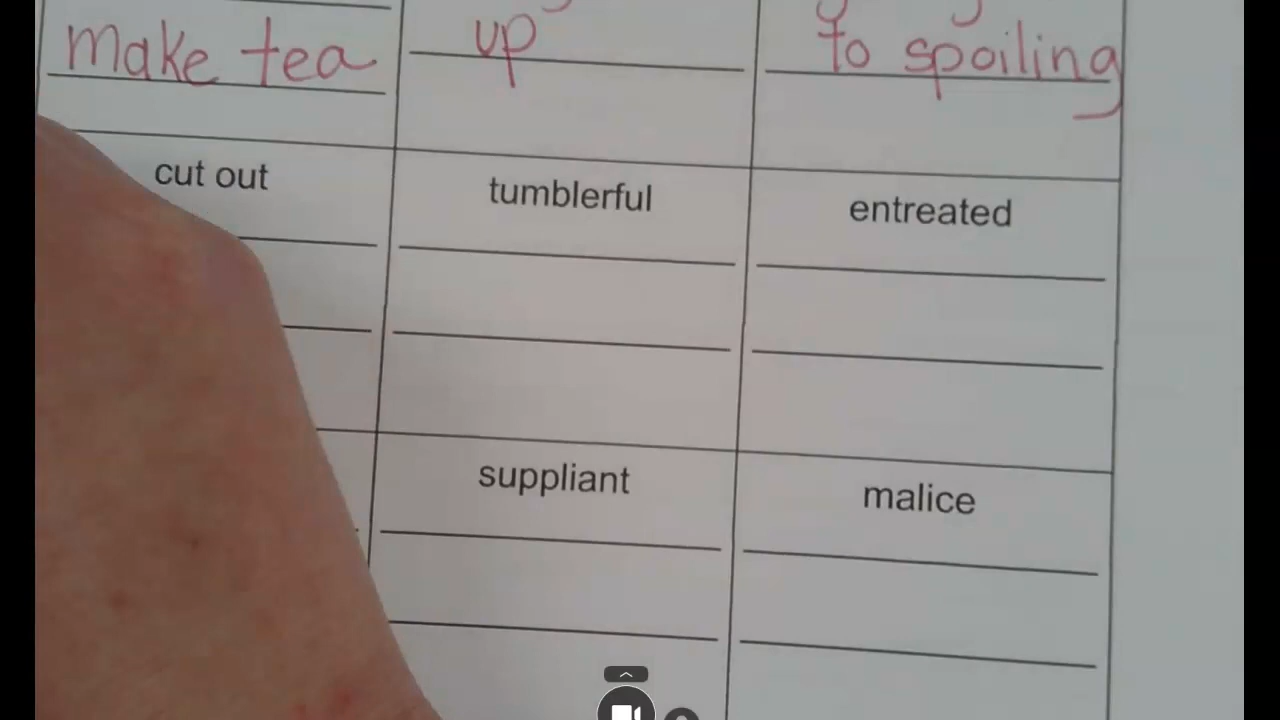 make tea
up
to spoiling
cut out
tumblerful
entreated
suppliant
malice